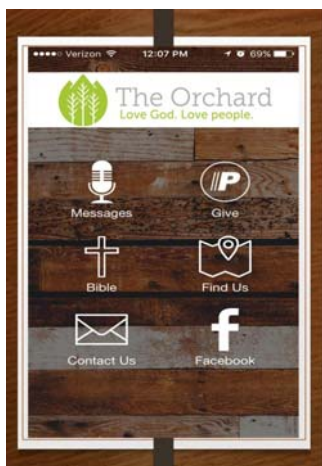 Verizon 12:07 PM 69%
The Orchard
Love God. Love people.
P
Messages Give
Bible Find Us
Contact Us Facebook